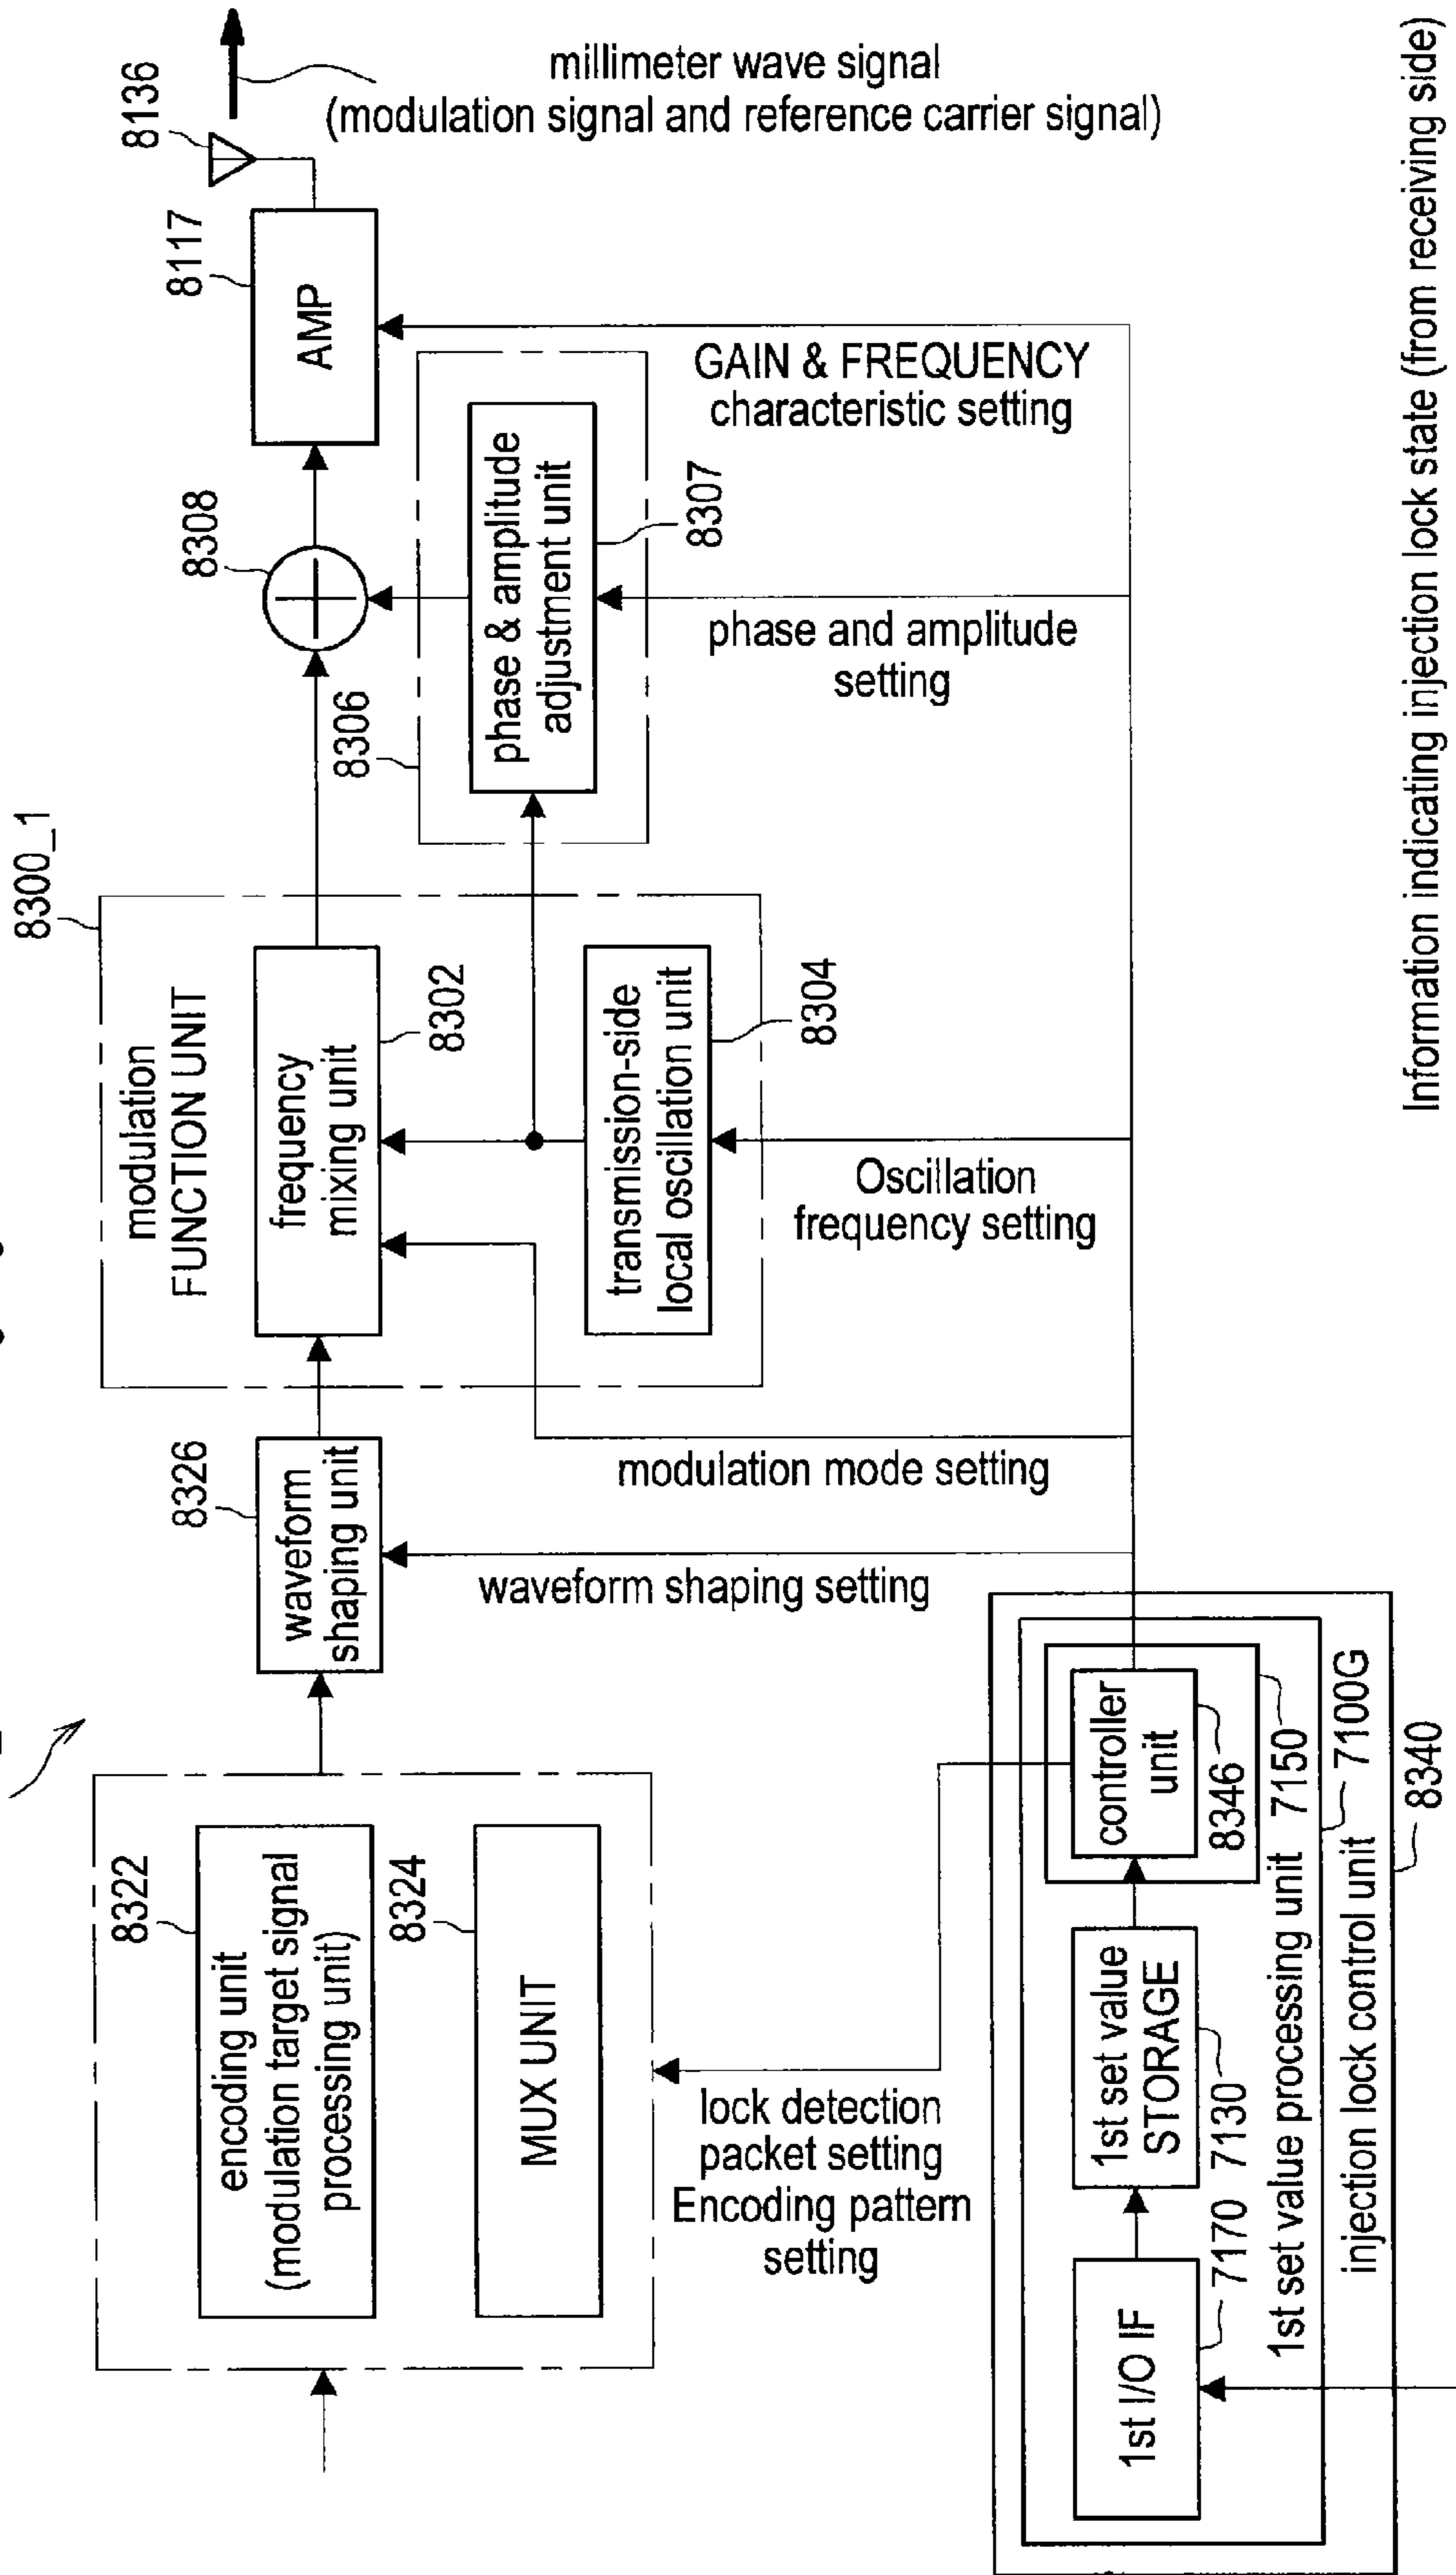 8322
encoding unit
(modulation target signal
processing unit)
8324
MUX UNIT
8326
waveform
shaping unit
8300_1
modulation
FUNCTION UNIT
frequency
mixing unit
8302
transmission-side
local oscillation unit
8304
8306
phase & amplitude
adjustment unit
8307
8308
8117
AMP
8136
millimeter wave signal
(modulation signal and reference carrier signal)
lock detection
packet setting
Encoding pattern
setting
waveform shaping setting
modulation mode setting
Oscillation
frequency setting
phase and amplitude
setting
GAIN & FREQUENCY
characteristic setting
1st I/O IF
7170
1st set value
STORAGE
7130
controller
unit
8346
7150
1st set value processing unit
7100G
injection lock control unit
8340
Information indicating injection lock state (from receiving side)